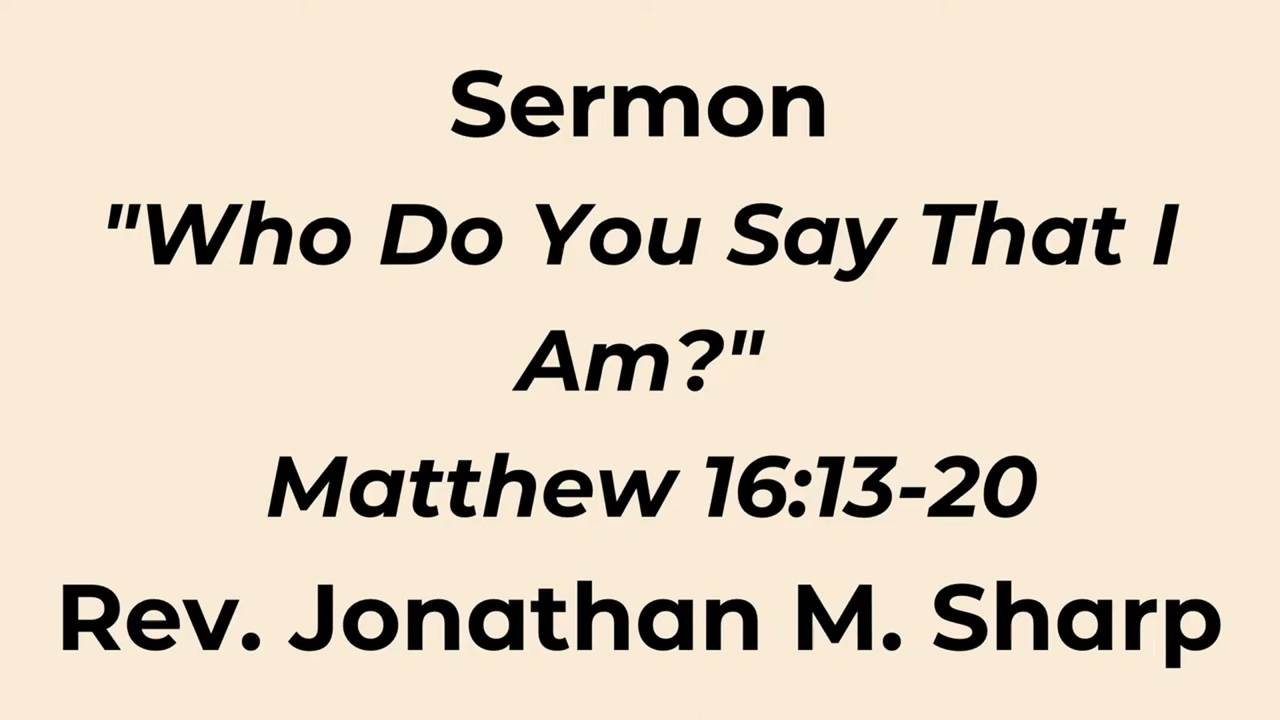 Sermon
"Who Do You Say That I
Am?"
Matthew 16:13-20
Rev. Jonathan M. Sharp